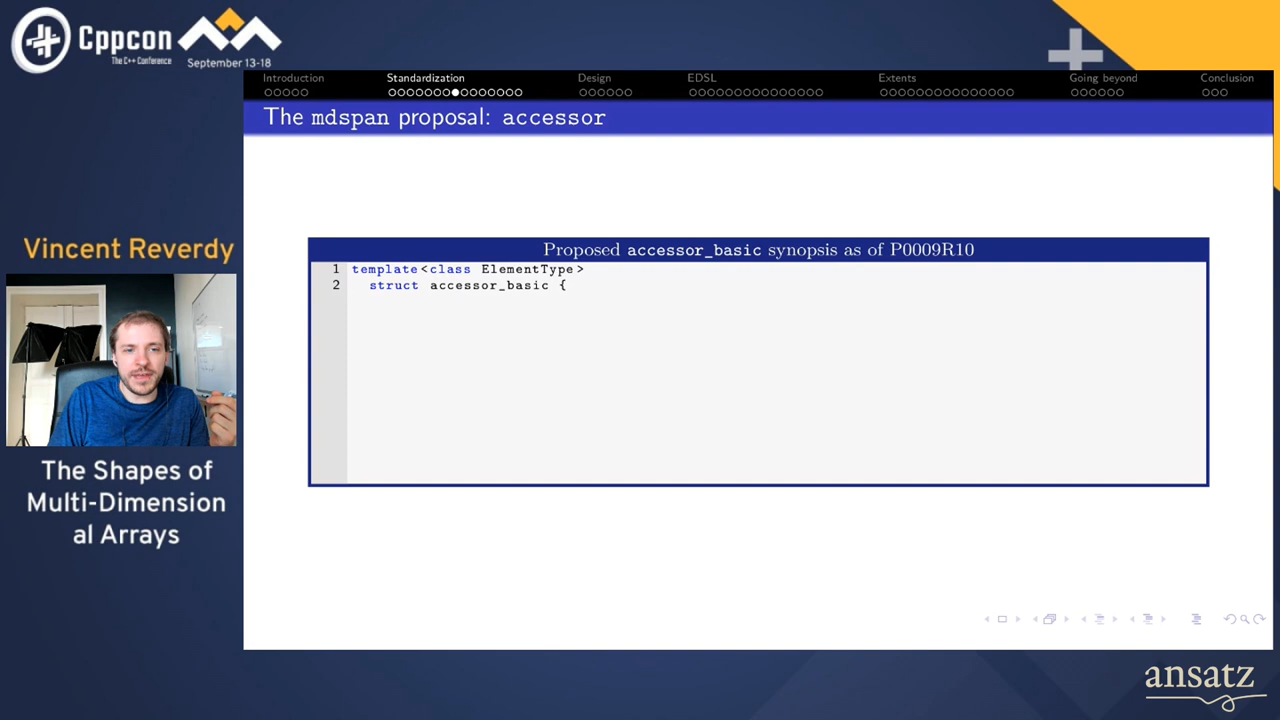 Cppcon
The C++ Conference
September 13-18
Introduction
Standardization
Design
EDSL
Extents
Going beyond
Conclusion
The mdspan proposal: accessor
Proposed accessor_basic synopsis as of P0009R10
1 template<class ElementType>
2 struct accessor_basic {
Vincent Reverdy
The Shapes of
Multi-Dimension
al Arrays
ansatz